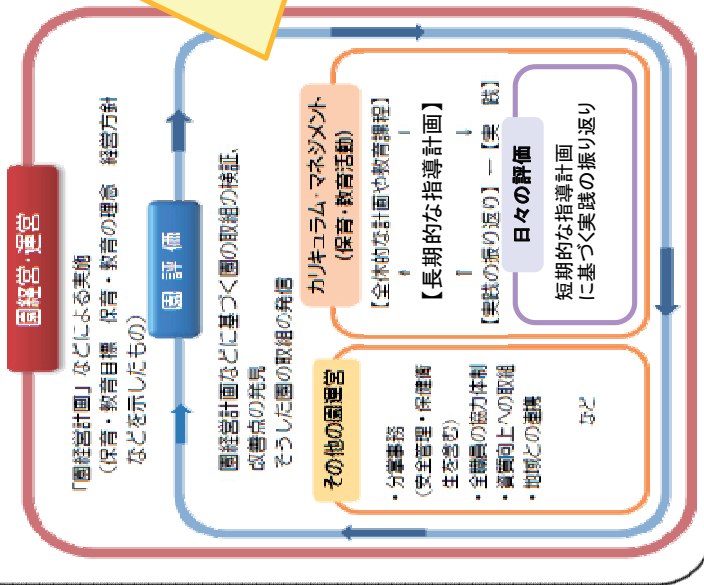 園経営・運営
「園経営計画」などによる実施
（保育・教育目標　保育・教育の理念　経営方針
などを示したもの）
園評価
園経営計画などに基づく園の取組の検証、
改善点の発見
そうした園の取組の発信
その他の園運営
・分掌事務
（安全管理・保健衛
生を含む）
・全職員の協力体制
・資質向上への取組
・地域との連携
など
カリキュラム・マネジメント
（保育・教育活動）
【全体的な計画や教育課程】
【長期的な指導計画】
【実践の振り返り】ー【実　践】
日々の評価
短期的な指導計画
に基づく実践の振り返り